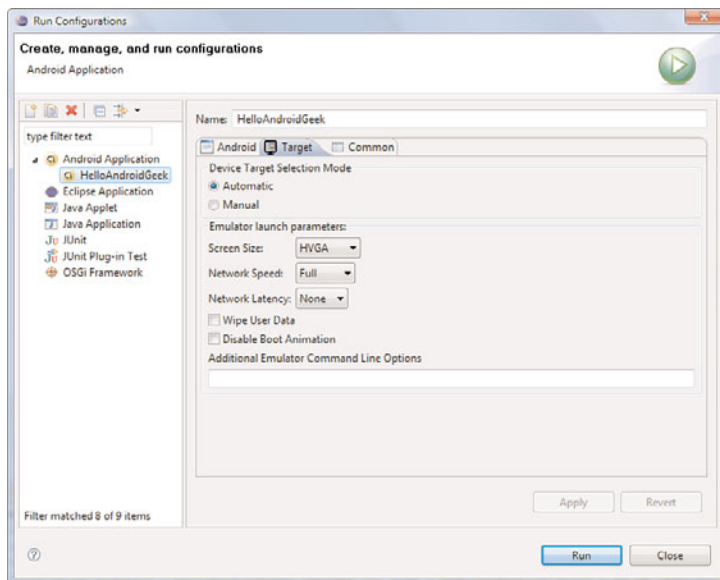 Run Configurations
Create, manage, and run configurations
Android Application
type filter text
Android Application
HelloAndroidGeek
Eclipse Application
Java Applet
Java Application
JUnit
JUnit Plug-in Test
OSGi Framework
Filter matched 8 of 9 items
Name: HelloAndroidGeek
Android Target Common
Device Target Selection Mode
Automatic
Manual
Emulator launch parameters:
Screen Size: HVGA
Network Speed: Full
Network Latency: None
Wipe User Data
Disable Boot Animation
Additional Emulator Command Line Options
Apply Revert
Run Close